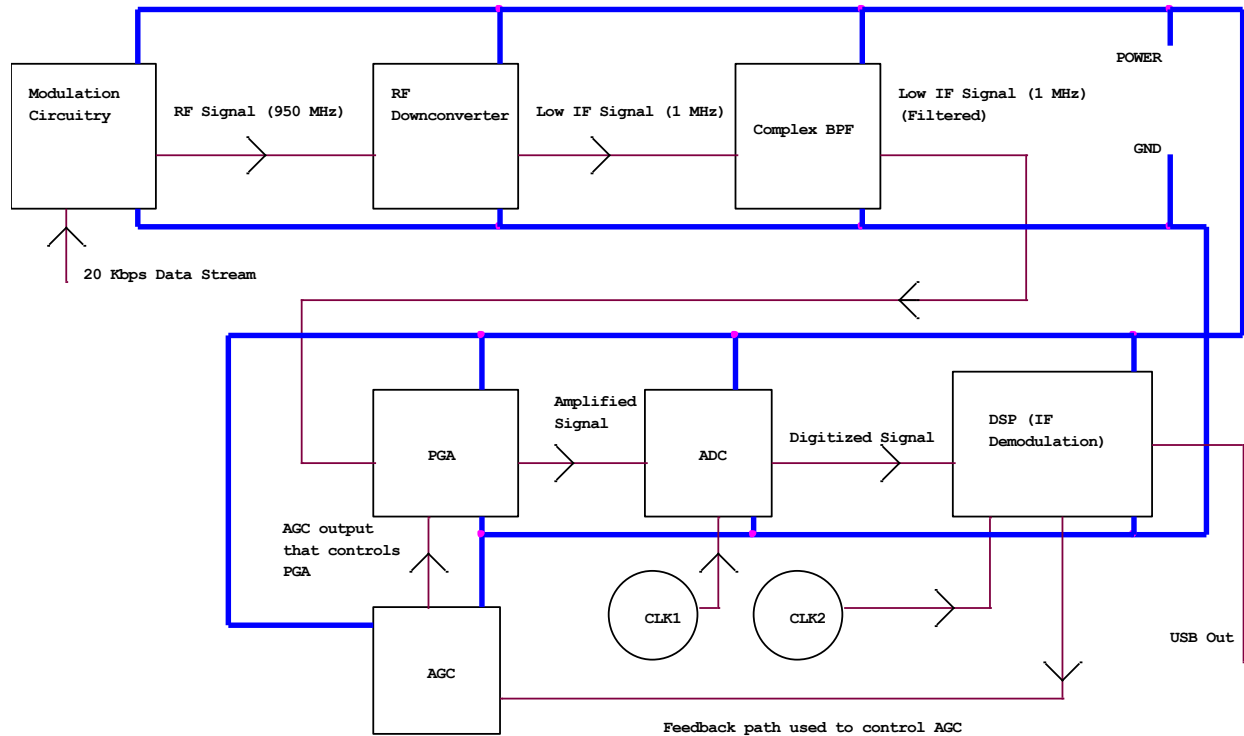 POWER
Modulation
Circuitry
RF Signal (950 MHz)
RF
Downconverter
Low IF Signal (1 MHz)
Complex BPF
Low IF Signal (1 MHz)
(Filtered)
GND
20 Kbps Data Stream
PGA
Amplified
Signal
ADC
Digitized Signal
DSP (IF
Demodulation)
AGC output
that controls
PGA
CLK1
CLK2
USB Out
AGC
Feedback path used to control AGC